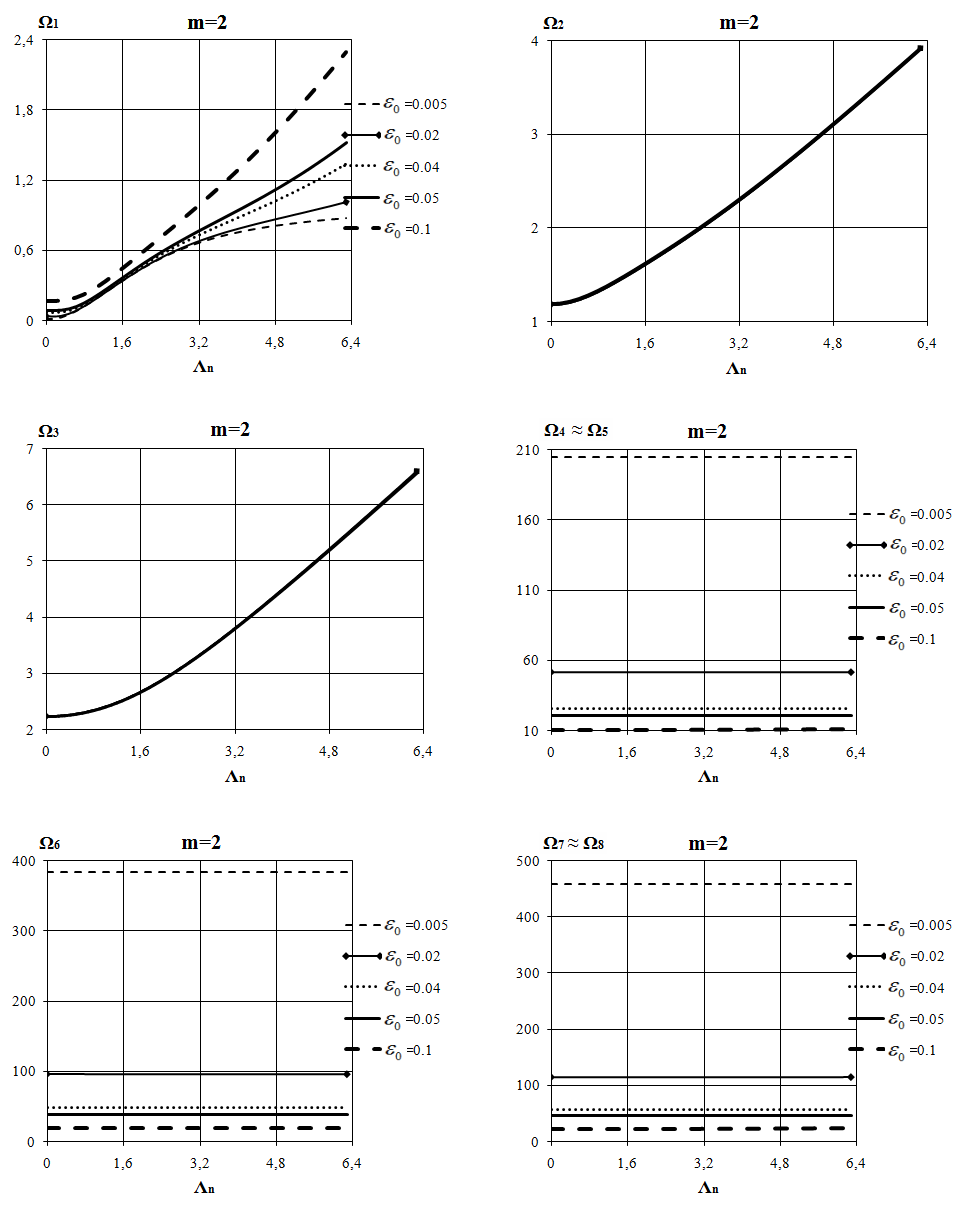 Ω1 m=2
2,4
1,8
1,2
0,6
0
0 1,6 3,2 4,8 6,4
Λn
ε0 =0.005
ε0 =0.02
ε0 =0.04
ε0 =0.05
ε0 =0.1
Ω2 m=2
4
3
2
1
0 1,6 3,2 4,8 6,4
Λn
Ω3 m=2
7
6
5
4
3
2
0 1,6 3,2 4,8 6,4
Λn
Ω4 ≈ Ω5 m=2
210
160
110
60
10
0 1,6 3,2 4,8 6,4
Λn
ε0 =0.005
ε0 =0.02
ε0 =0.04
ε0 =0.05
ε0 =0.1
Ω6 m=2
400
300
200
100
0
0 1,6 3,2 4,8 6,4
Λn
ε0 =0.005
ε0 =0.02
ε0 =0.04
ε0 =0.05
ε0 =0.1
Ω7 ≈ Ω8 m=2
500
400
300
200
100
0
0 1,6 3,2 4,8 6,4
Λn
ε0 =0.005
ε0 =0.02
ε0 =0.04
ε0 =0.05
ε0 =0.1